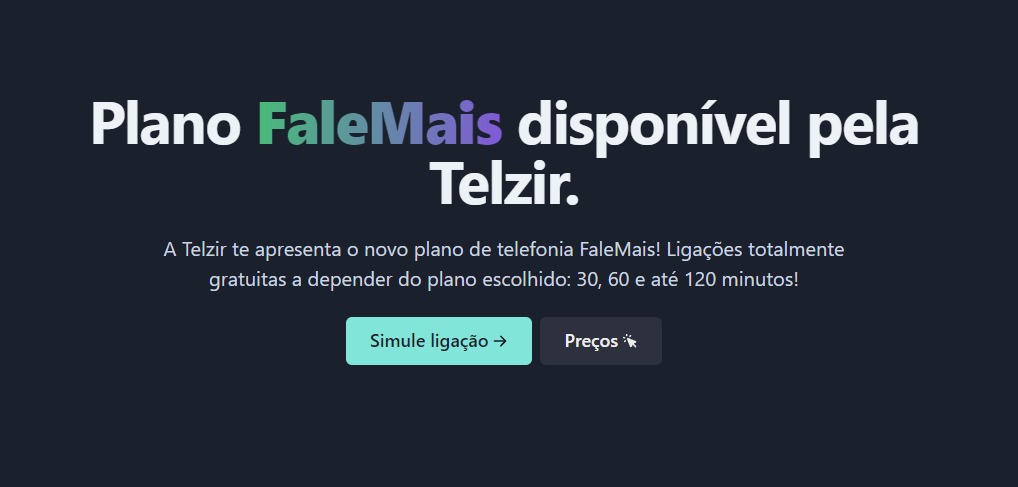 Plano FaleMais disponível pela
Telzir.
A Telzir te apresenta o novo plano de telefonia FaleMais! Ligações totalmente
gratuitas a depender do plano escolhido: 30, 60 e até 120 minutos!
Simule ligação →
Preços